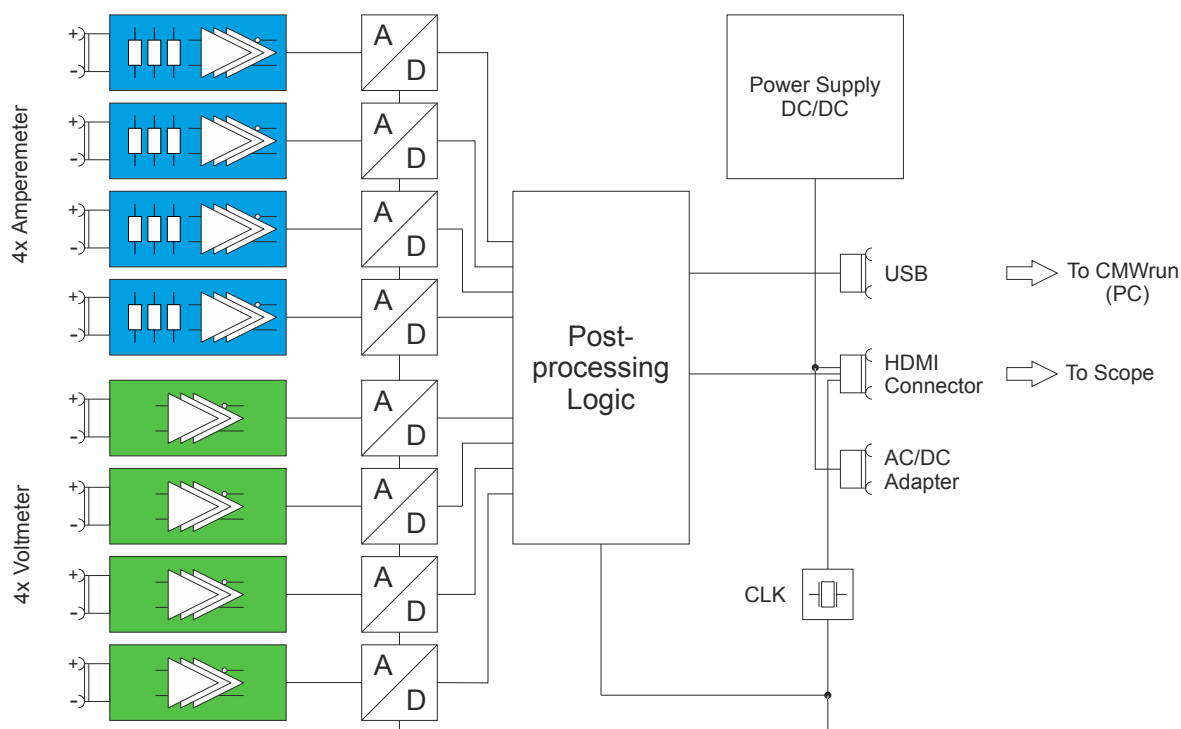 4x Amperemeter
+
-
A
D
+
-
A
D
+
-
A
D
+
-
A
D
4x Voltmeter
+
-
A
D
+
-
A
D
+
-
A
D
+
-
A
D
Post-
processing
Logic
Power Supply
DC/DC
USB
To CMWrun
(PC)
HDMI
Connector
To Scope
AC/DC
Adapter
CLK